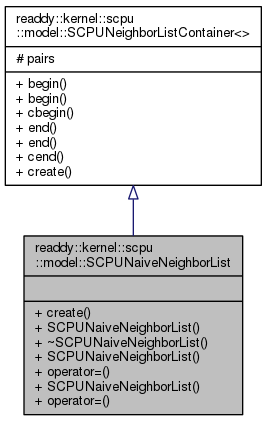 readdy::kernel::scpu
::model::SCPUNeighborListContainer<>
# pairs
+ begin()
+ begin()
+ cbegin()
+ end()
+ end()
+ cend()
+ create()
readdy::kernel::scpu
::model::SCPUNaiveNeighborList
+ create()
+ SCPUNaiveNeighborList()
+ ~SCPUNaiveNeighborList()
+ SCPUNaiveNeighborList()
+ operator=()
+ SCPUNaiveNeighborList()
+ operator=()